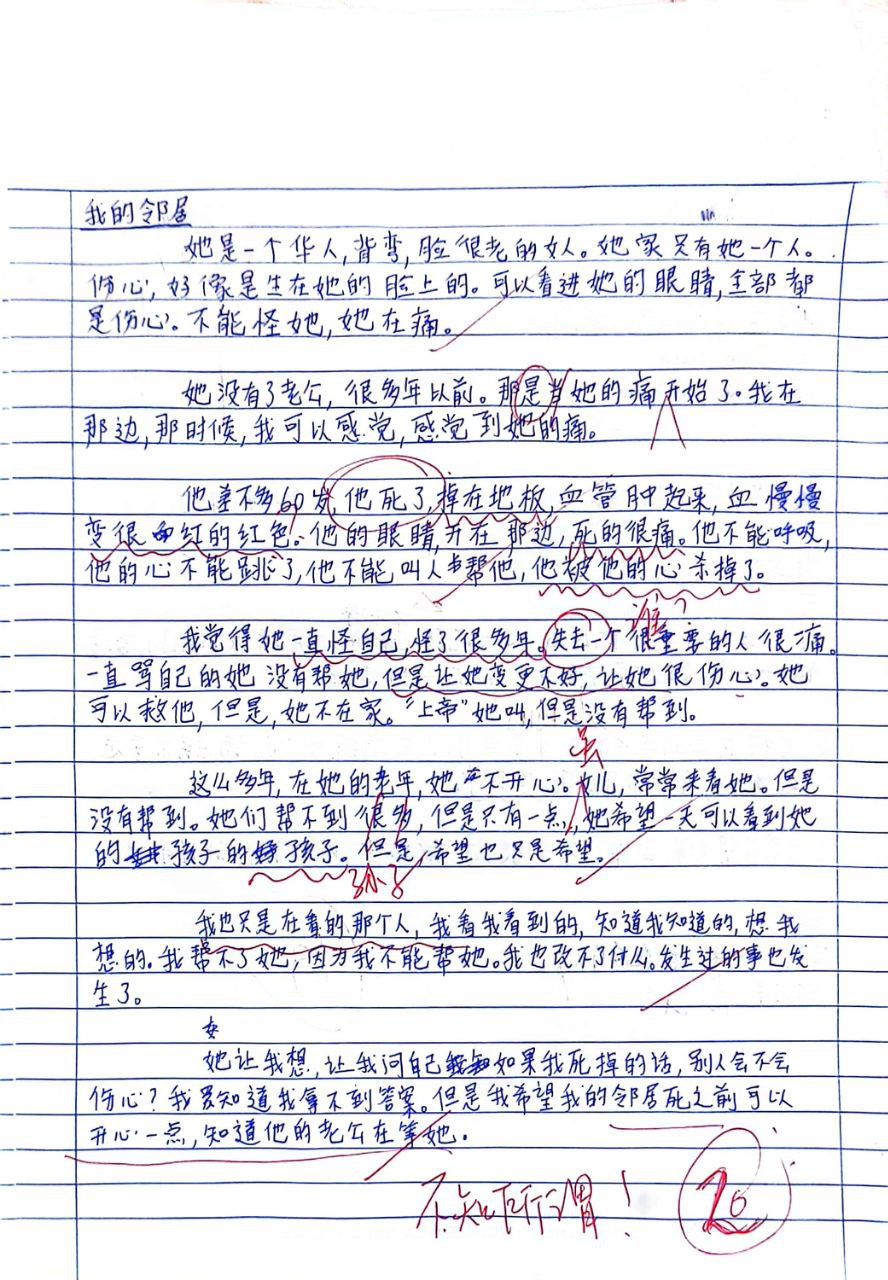 我的邻居
她是一个华人,背弯,脸很老的女人。她家只有她一个人。
伤心,好像是生在她的脸上的。可以看进她的眼睛,全部都
是伤心。不能怪她,她在痛。
她没有了老公,很多年以前。那是当她的痛开始了。我在
那边,那时候,我可以感觉,感觉到她的痛。
他差不多60岁,他死了,掉在地板,血管肿起来,血慢慢
变很红的红色。他的眼睛,开在那边,死的很痛。他不能呼吸,
他的心不能跳了,他不能叫人帮他,他被他的心杀掉了。
谁?
我觉得她一直怪自己,怪了很多年。失去一个很重要的人很痛。
一直骂自己的她没有帮她,但是让她变更不好,让她很伤心。她
可以救他,但是,她不在家。“上帝”她叫,但是没有帮到。
这么多年,在她的老年,她不开心。女儿,常常来看她。但是
没有帮到。她们帮不到很多,但是只有一点,她希望一天可以看到她
的孩子的孩子。但是,希望也只是希望。
孙子
我也只是在看的那个人,我看我看到的,知道我知道的,想我
想的。我帮不了她,因为我不能帮她。我也改不了什么。发生过的事也发
生了。
她让我想,让我问自己如果我死掉的话,别人会不会
伤心?我知道我拿不到答案。但是我希望我的邻居死之前可以
开心一点,知道他的老公在等她。
不知所谓!
20